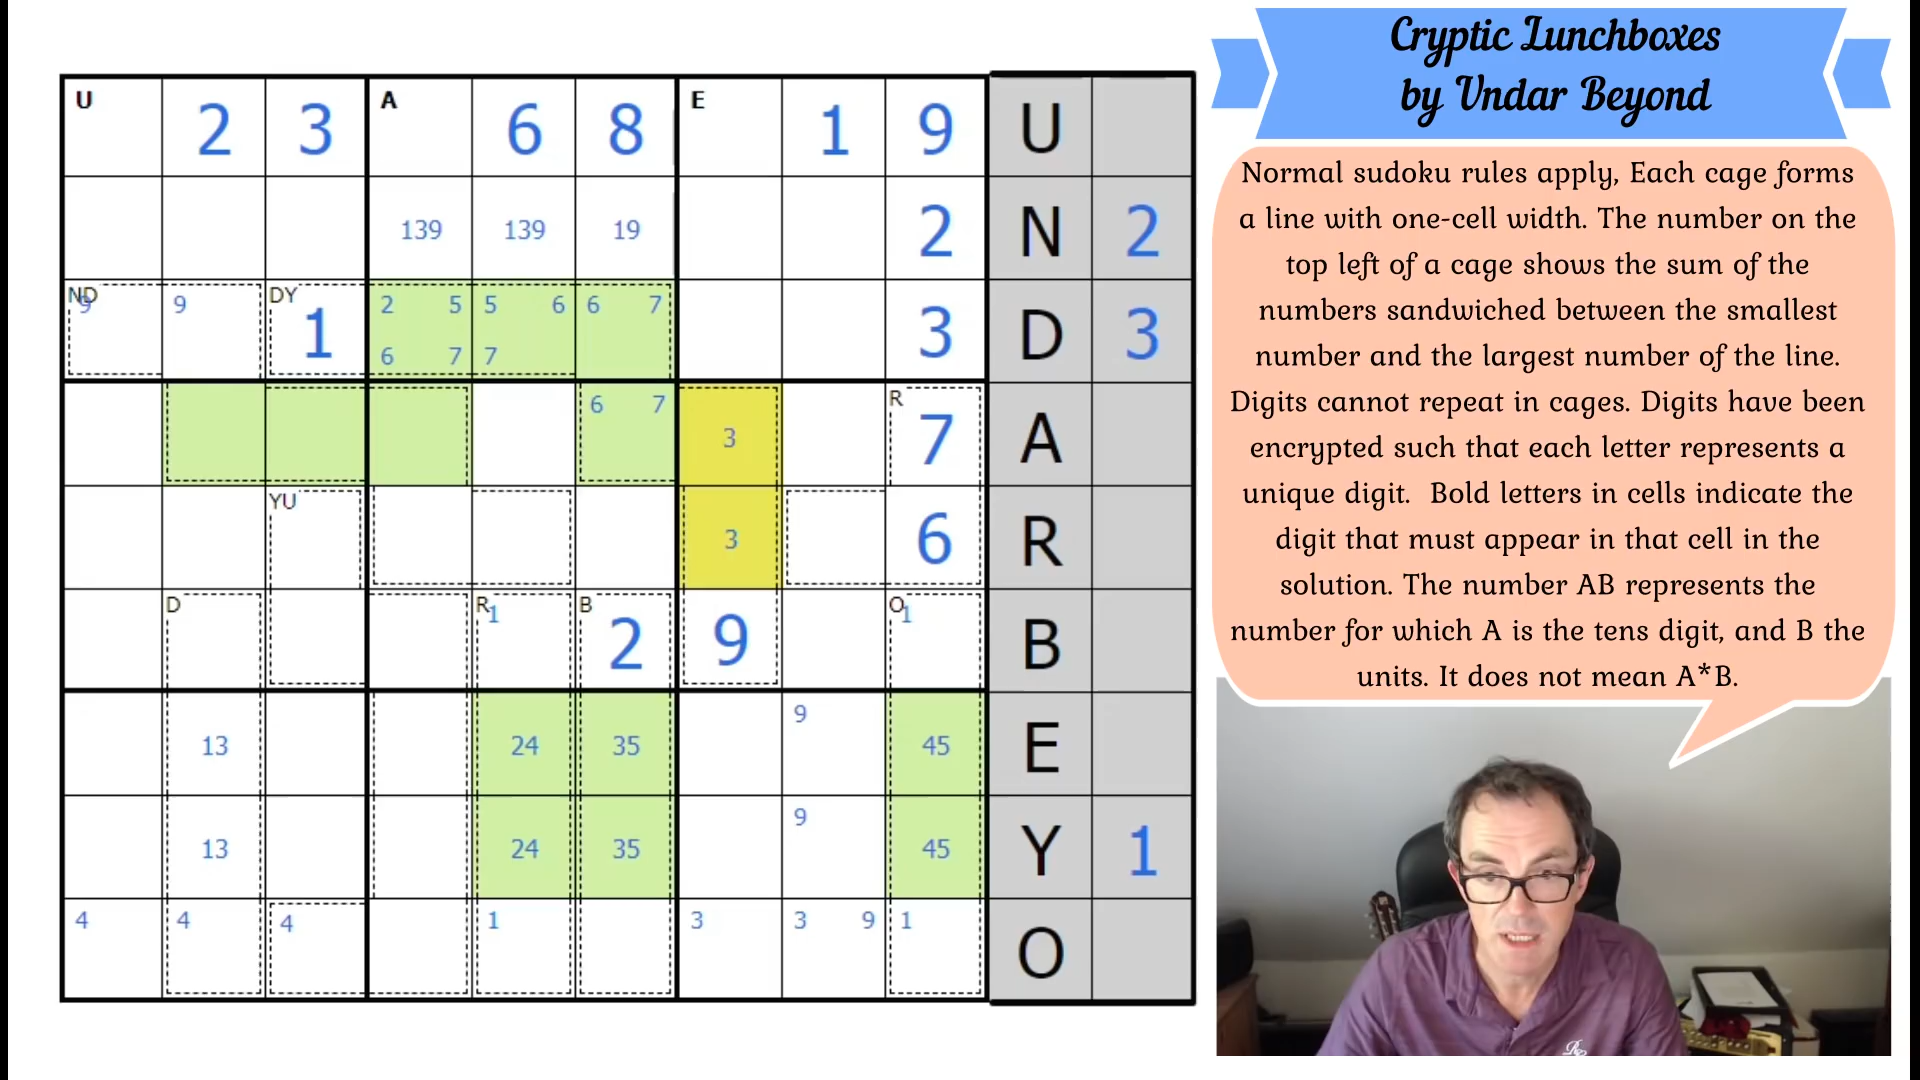 Cryptic Lunchboxes
by Undar Beyond
Normal sudoku rules apply, Each cage forms
a line with one-cell width. The number on the
top left of a cage shows the sum of the
numbers sandwiched between the smallest
number and the largest number of the line.
Digits cannot repeat in cages. Digits have been
encrypted such that each letter represents a
unique digit. Bold letters in cells indicate the
digit that must appear in that cell in the
solution. The number AB represents the
number for which A is the tens digit, and B the
units. It does not mean A*B.
U 2 3 A 6 8 E 1 9 U
139 139 19 2 N 2
ND 9 9 DY 1 2 5 6 7 5 6 7 6 7 3 D 3
6 7 3 R 7 A
YU 3 6 R
D R 1 B 2 9 O 1 B
13 24 35 9 45 E
13 24 35 9 45 Y 1
4 4 4 1 3 3 9 1 O